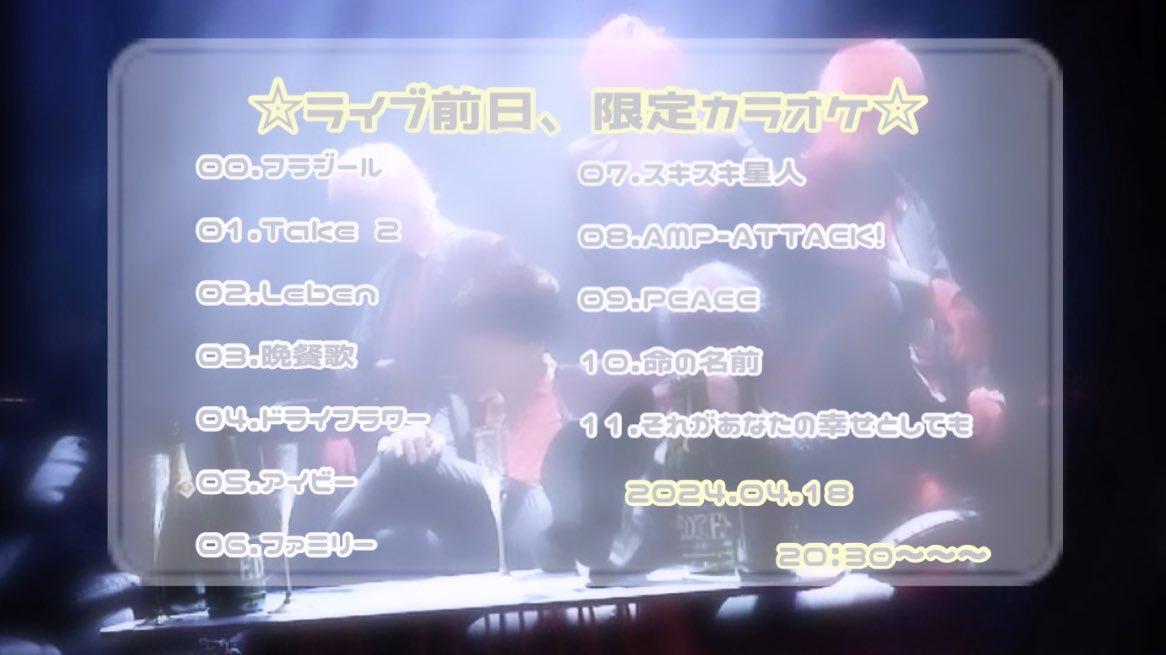 ☆ライブ前日、限定カラオケ☆
00.フラジール
01.Take 2
02.Leben
03.晩餐歌
04.ドライフラワー
05.アイビー
06.ファミリー
07.スキスキ星人
08.AMP-ATTACK!
09.PEACE
10.命の名前
11.それがあなたの幸せとしても
2024.04.18
20:30〜〜〜